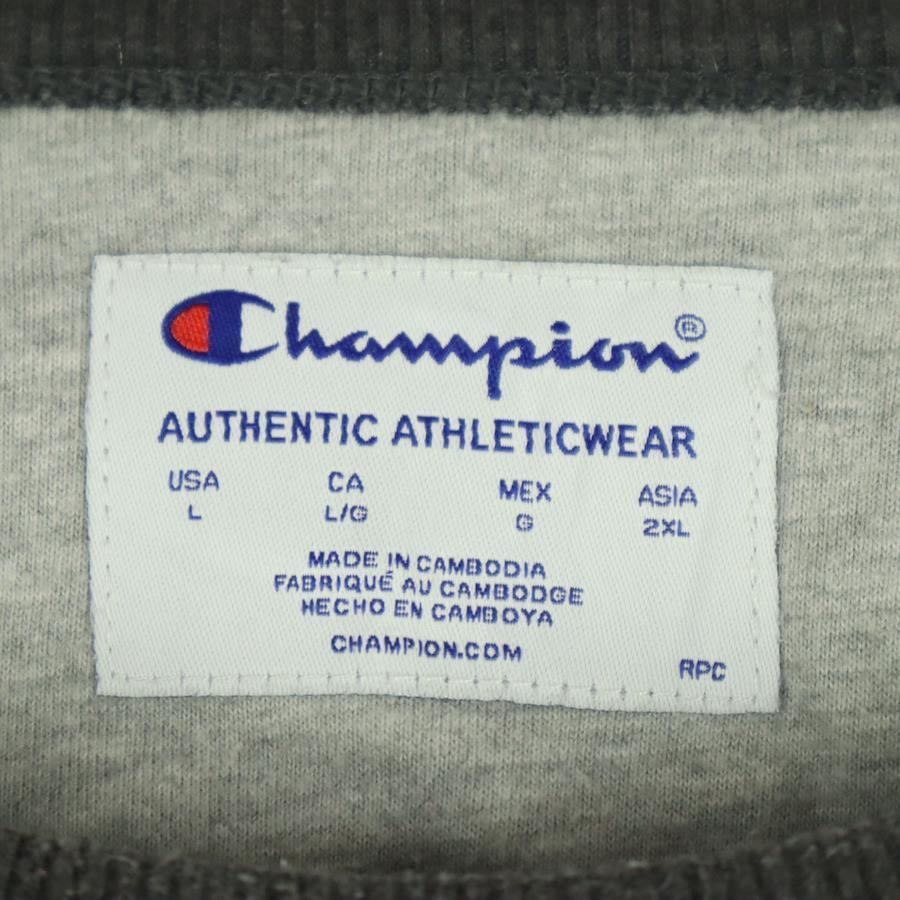 Champion®
AUTHENTIC ATHLETICWEAR
USA CA MEX ASIA
L L/G G 2XL
MADE IN CAMBODIA
FABRIQUÉ AU CAMBODGE
HECHO EN CAMBOYA
CHAMPION.COM
RPC